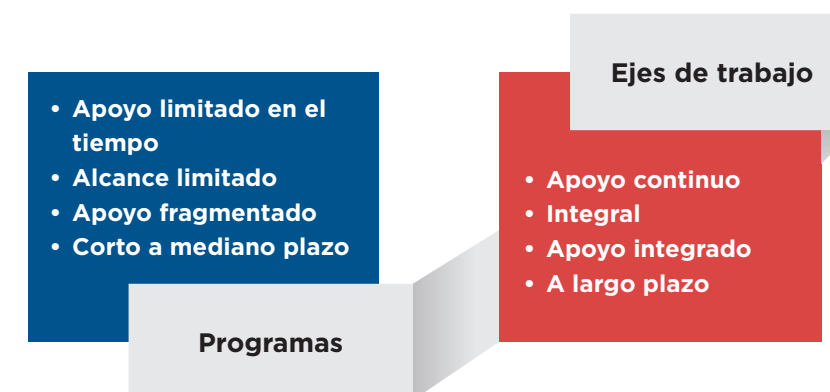 • Apoyo limitado en el
tiempo
• Alcance limitado
• Apoyo fragmentado
• Corto a mediano plazo
Programas
Ejes de trabajo
• Apoyo continuo
• Integral
• Apoyo integrado
• A largo plazo